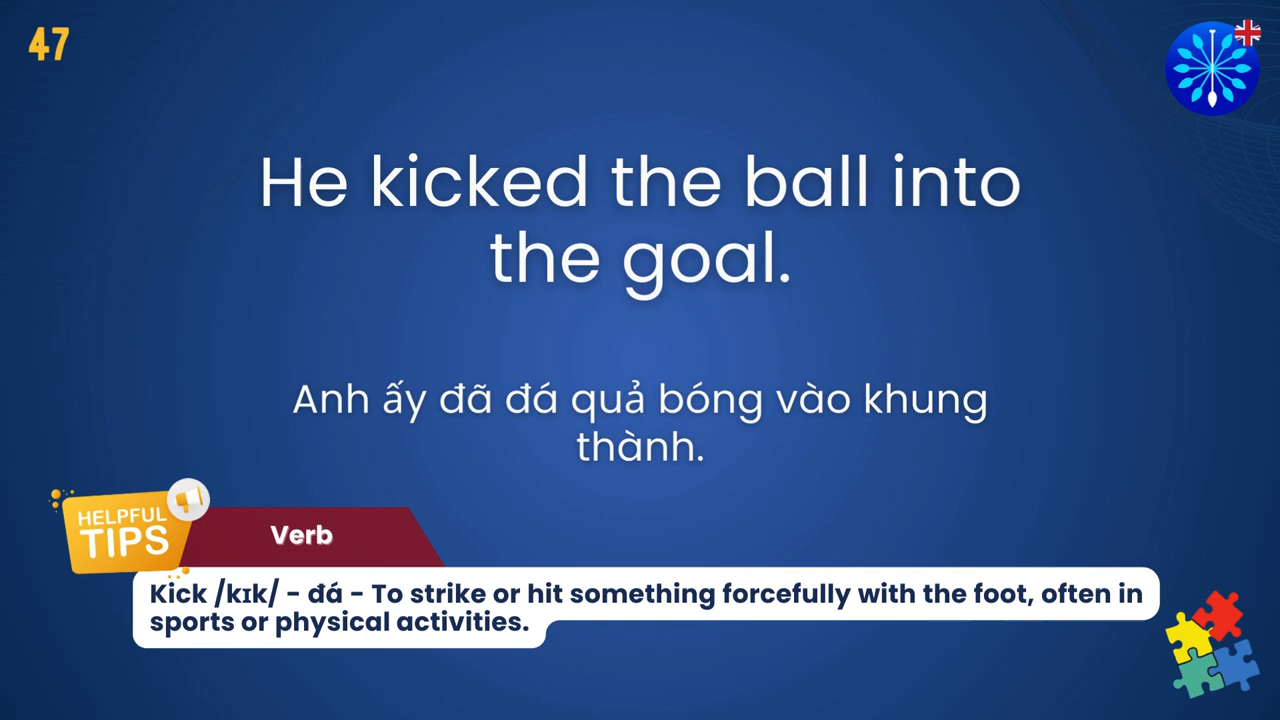 47
He kicked the ball into
the goal.
Anh ấy đã đá quả bóng vào khung
thành.
HELPFUL
TIPS
Verb
Kick /kɪk/ - đá - To strike or hit something forcefully with the foot, often in
sports or physical activities.